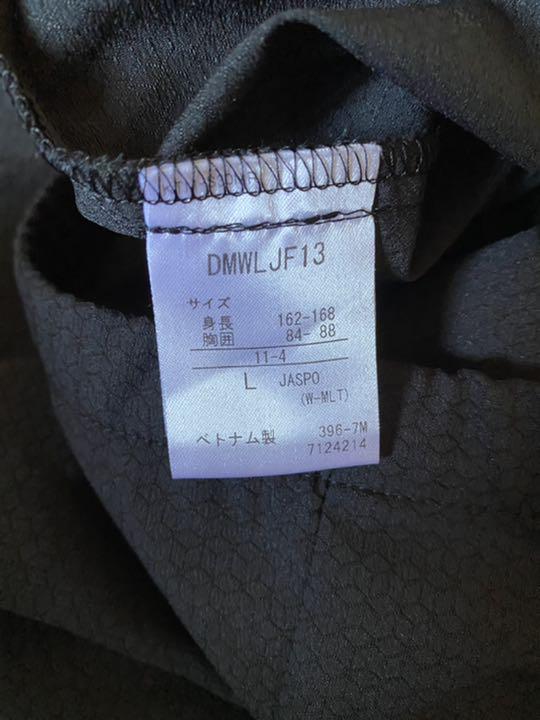 DMWLJF13
サイズ
身長 162-168
胸囲 84- 88
11-4
L JASPO
(W-MLT)
ベトナム製 396-7M
7124214